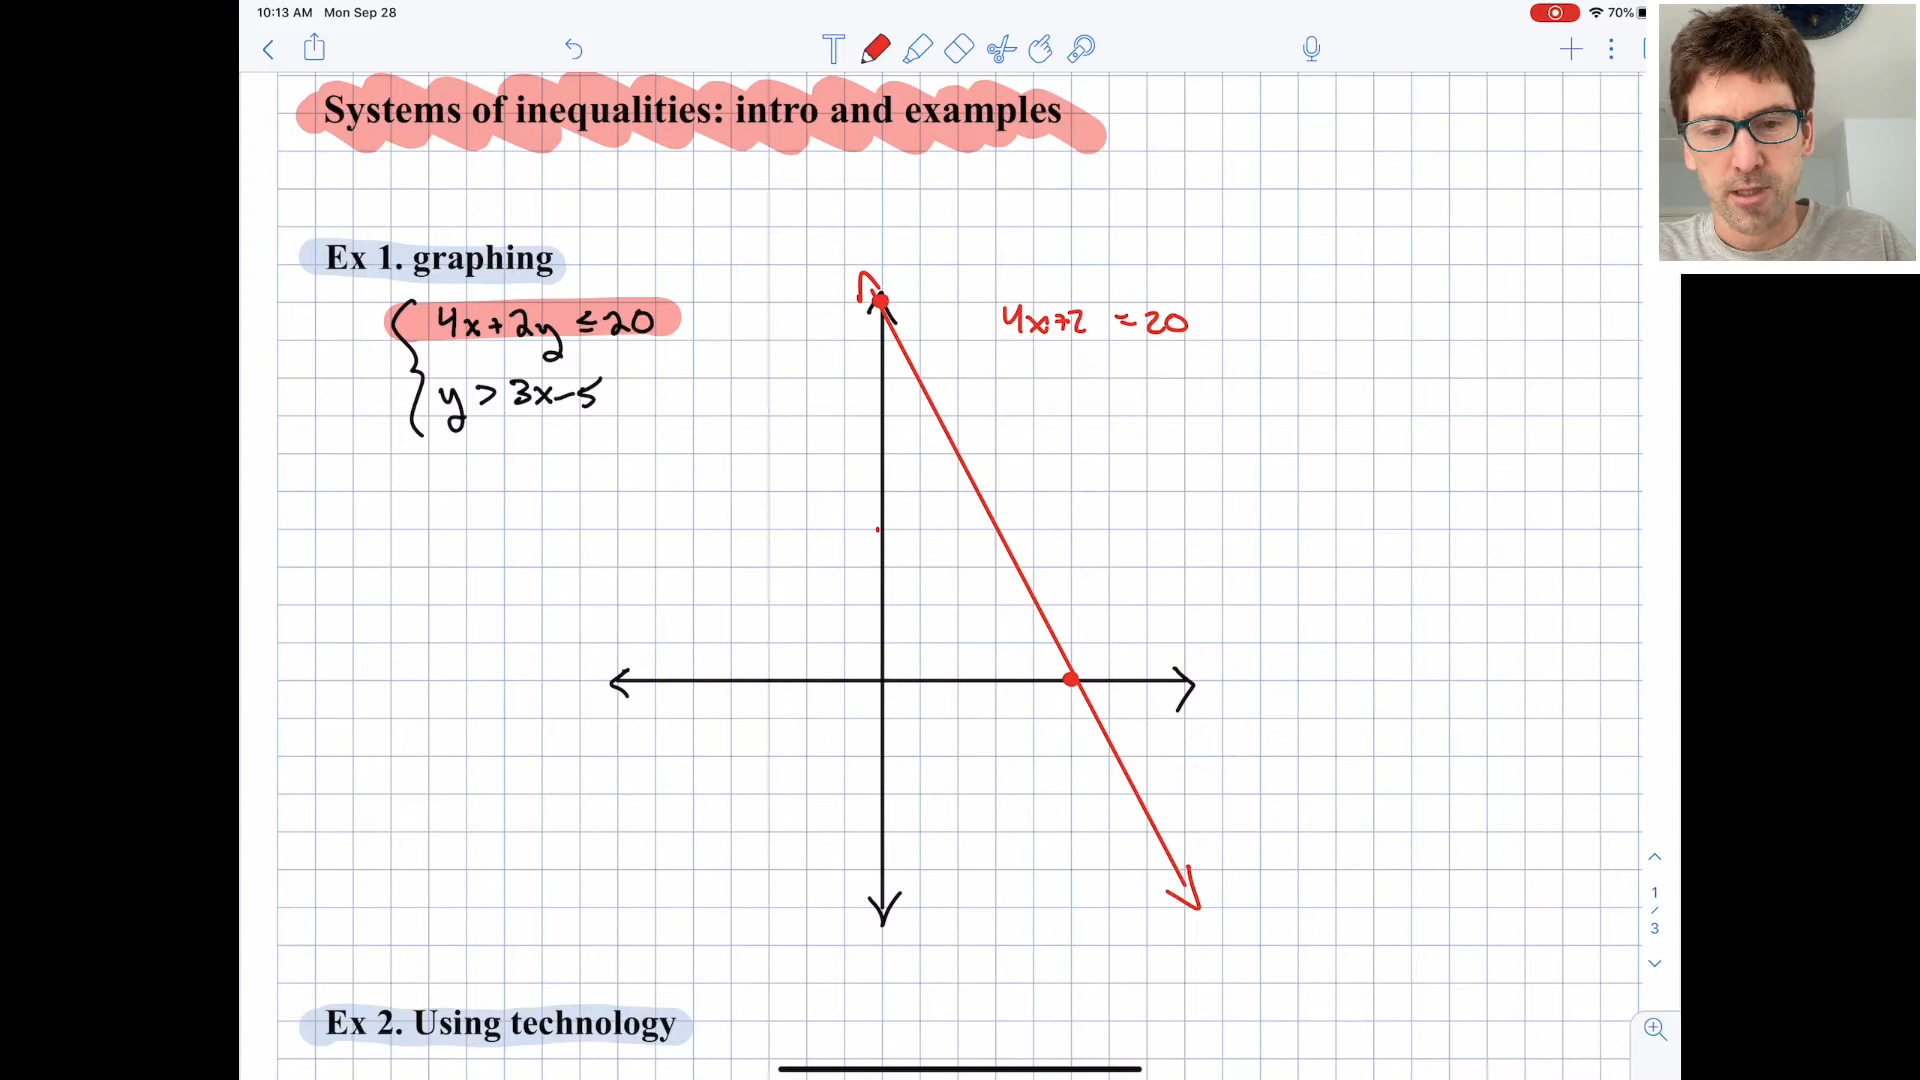 10:13 AM Mon Sep 28
70%
Systems of inequalities: intro and examples
Ex 1. graphing
4x+2y ≤ 20
y > 3x-5
4x+2 = 20
1
/
3
Ex 2. Using technology